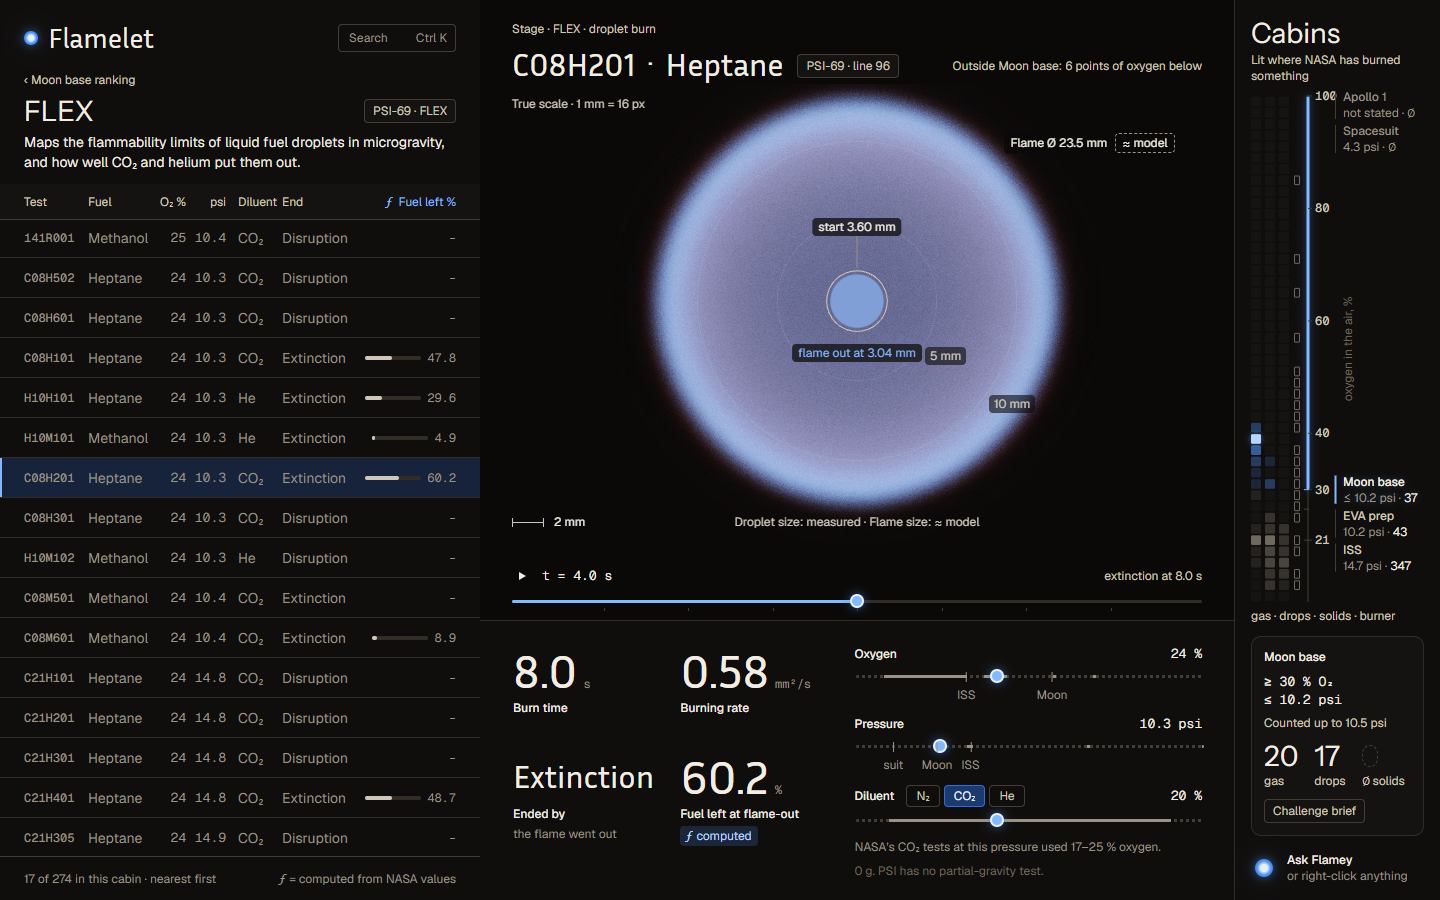 Flamelet
Search Ctrl K
‹ Moon base ranking
FLEX
PSI-69 · FLEX
Maps the flammability limits of liquid fuel droplets in microgravity,
and how well CO₂ and helium put them out.
Test Fuel O₂ % psi Diluent End ƒ Fuel left %
141R001 Methanol 25 10.4 CO₂ Disruption –
C08H502 Heptane 24 10.3 CO₂ Disruption –
C08H601 Heptane 24 10.3 CO₂ Disruption –
C08H101 Heptane 24 10.3 CO₂ Extinction 47.8
H10H101 Heptane 24 10.3 He Extinction 29.6
H10M101 Methanol 24 10.3 He Extinction 4.9
C08H201 Heptane 24 10.3 CO₂ Extinction 60.2
C08H301 Heptane 24 10.3 CO₂ Disruption –
H10M102 Methanol 24 10.3 He Disruption –
C08M501 Methanol 24 10.4 CO₂ Extinction –
C08M601 Methanol 24 10.4 CO₂ Extinction 8.9
C21H101 Heptane 24 14.8 CO₂ Disruption –
C21H201 Heptane 24 14.8 CO₂ Disruption –
C21H301 Heptane 24 14.8 CO₂ Disruption –
C21H401 Heptane 24 14.8 CO₂ Extinction 48.7
C21H305 Heptane 24 14.9 CO₂ Disruption –
17 of 274 in this cabin · nearest first
ƒ = computed from NASA values
Stage · FLEX · droplet burn
C08H201 · Heptane
PSI-69 · line 96
Outside Moon base: 6 points of oxygen below
True scale · 1 mm = 16 px
Flame Ø 23.5 mm ≈ model
start 3.60 mm
flame out at 3.04 mm
5 mm
10 mm
2 mm
Droplet size: measured · Flame size: ≈ model
t = 4.0 s
extinction at 8.0 s
8.0 s
Burn time
0.58 mm²/s
Burning rate
Extinction
Ended by
the flame went out
60.2 %
Fuel left at flame-out
ƒ computed
Oxygen 24 %
ISS Moon
Pressure 10.3 psi
suit Moon ISS
Diluent N₂ CO₂ He 20 %
NASA's CO₂ tests at this pressure used 17–25 % oxygen.
0 g. PSI has no partial-gravity test.
Cabins
Lit where NASA has burned
something
100
80
60
40
30
21
oxygen in the air, %
Apollo 1
not stated · Ø
Spacesuit
4.3 psi · Ø
Moon base
≤ 10.2 psi · 37
EVA prep
10.2 psi · 43
ISS
14.7 psi · 347
gas · drops · solids · burner
Moon base
≥ 30 % O₂
≤ 10.2 psi
Counted up to 10.5 psi
20 17
gas drops Ø solids
Challenge brief
Ask Flamey
or right-click anything